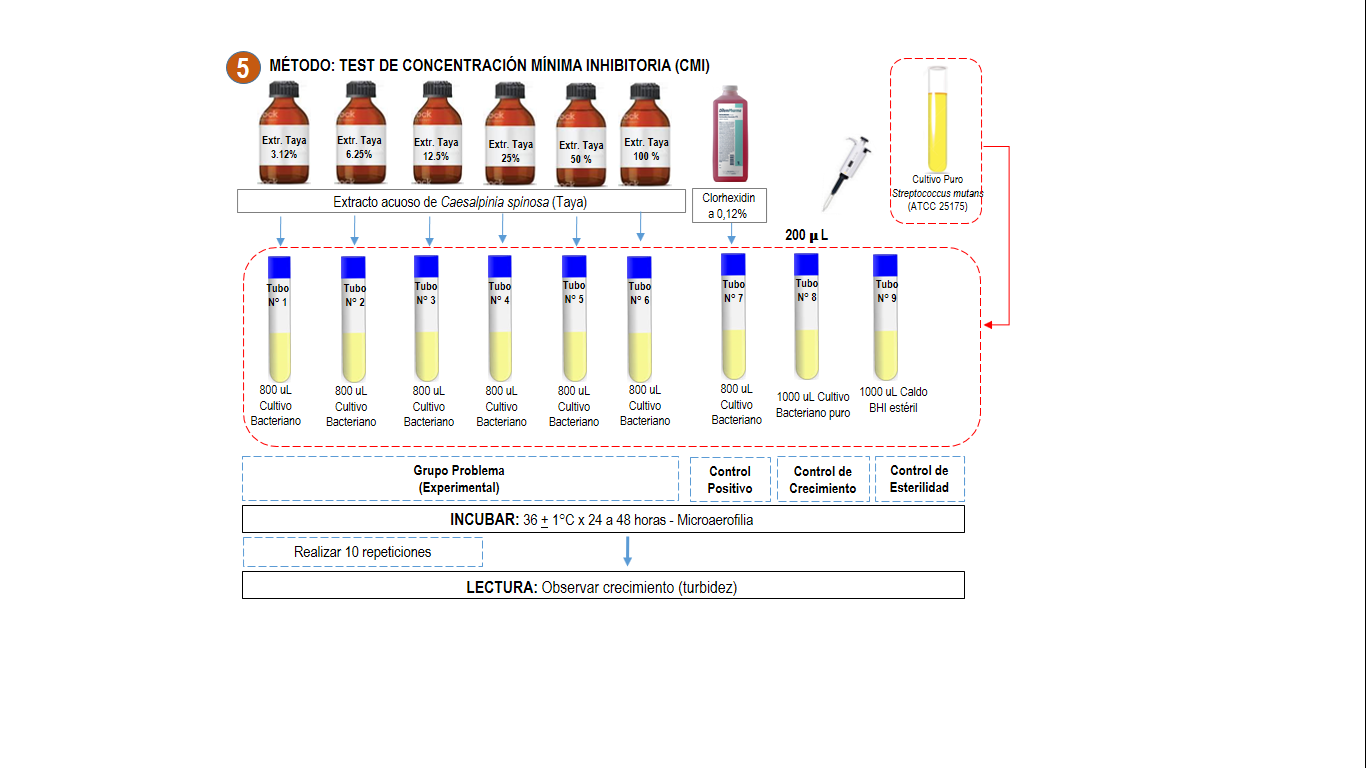 5
MÉTODO: TEST DE CONCENTRACIÓN MÍNIMA INHIBITORIA (CMI)
ock
ock
ock
ock
ock
Extr. Taya
3.12%
Extr. Taya
6.25%
Extr. Taya
12.5%
Extr. Taya
25%
Extr. Taya
50 %
Extr. Taya
100 %
Extracto acuoso de Caesalpinia spinosa (Taya)
Clorhexidin
a 0,12%
200 µ L
Cultivo Puro
Streptococcus mutans
(ATCC 25175)
Tubo
N° 1
Tubo
N° 2
Tubo
N° 3
Tubo
N° 4
Tubo
N° 5
Tubo
N° 6
Tubo
N° 7
Tubo
N° 8
Tubo
N° 9
800 uL
Cultivo
Bacteriano
800 uL
Cultivo
Bacteriano
800 uL
Cultivo
Bacteriano
800 uL
Cultivo
Bacteriano
800 uL
Cultivo
Bacteriano
800 uL
Cultivo
Bacteriano
800 uL
Cultivo
Bacteriano
1000 uL Cultivo
Bacteriano puro
1000 uL Caldo
BHI estéril
Grupo Problema
(Experimental)
Control
Positivo
Control de
Crecimiento
Control de
Esterilidad
INCUBAR: 36 ± 1°C x 24 a 48 horas - Microaerofilia
Realizar 10 repeticiones
LECTURA: Observar crecimiento (turbidez)